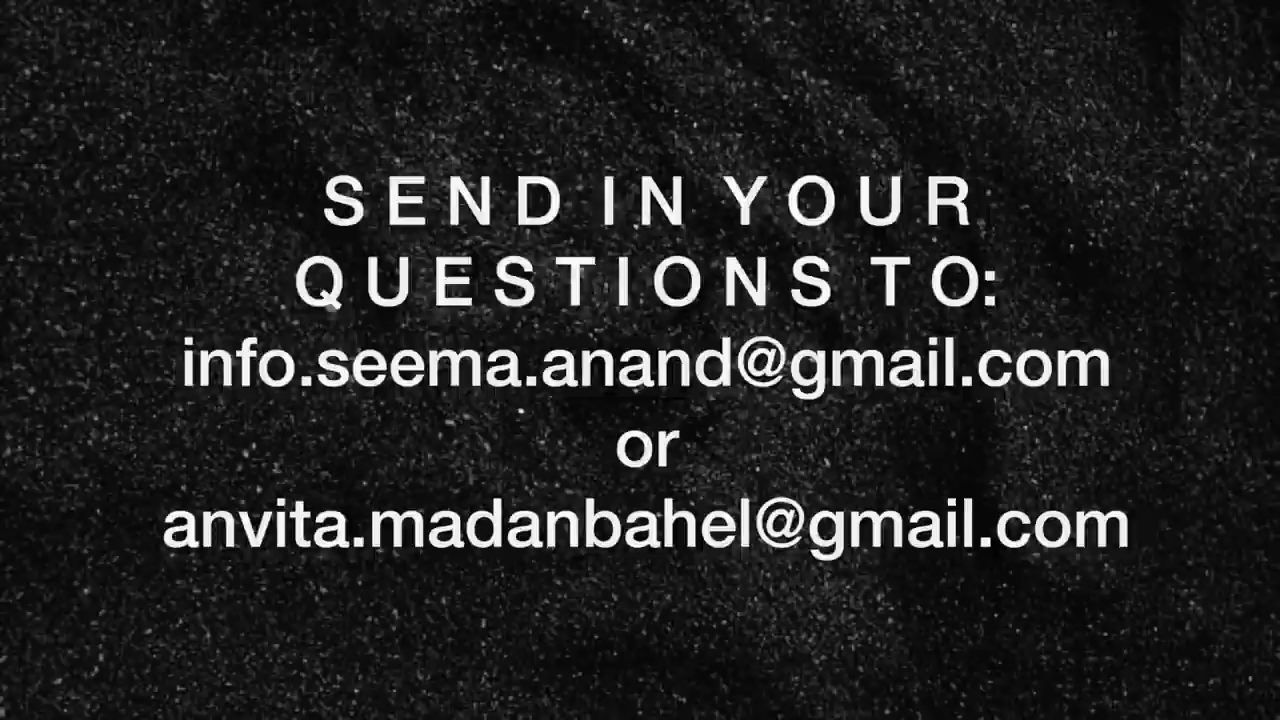 SEND IN YOUR
QUESTIONS TO:
info.seema.anand@gmail.com
or
anvita.madanbahel@gmail.com